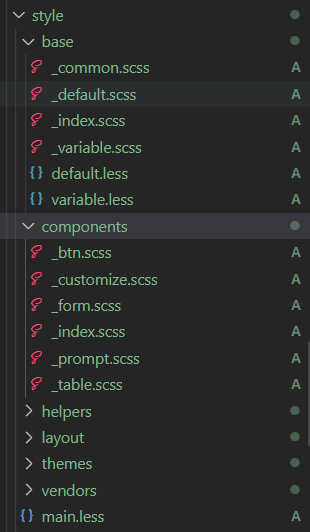 style
base
_common.scss A
_default.scss A
_index.scss A
_variable.scss A
default.less A
variable.less A
components
_btn.scss A
_customize.scss A
_form.scss A
_index.scss A
_prompt.scss A
_table.scss A
helpers
layout
themes
vendors
main.less A